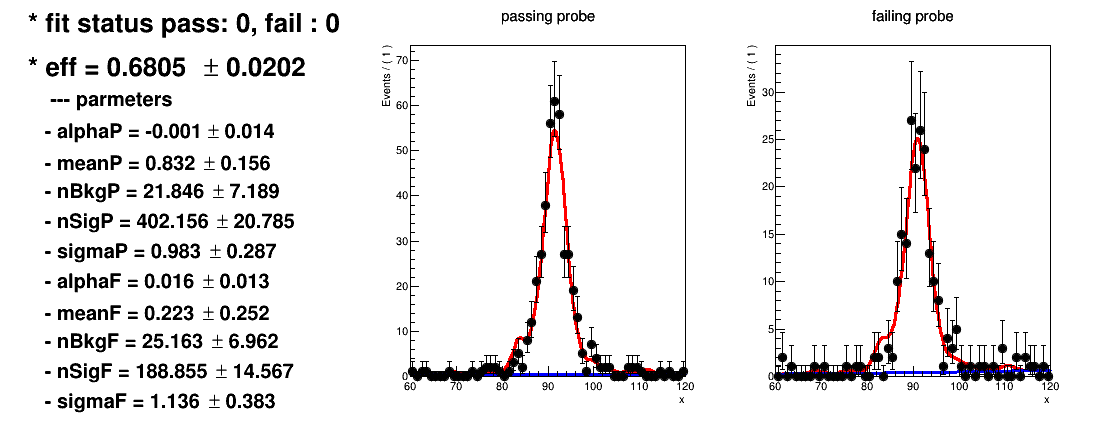 * fit status pass: 0, fail : 0
* eff = 0.6805 ± 0.0202
--- parmeters
- alphaP = -0.001 ± 0.014
- meanP = 0.832 ± 0.156
- nBkgP = 21.846 ± 7.189
- nSigP = 402.156 ± 20.785
- sigmaP = 0.983 ± 0.287
- alphaF = 0.016 ± 0.013
- meanF = 0.223 ± 0.252
- nBkgF = 25.163 ± 6.962
- nSigF = 188.855 ± 14.567
- sigmaF = 1.136 ± 0.383
passing probe
Events / ( 1 )
70
60
50
40
30
20
10
0
60 70 80 90 100 110 120
x
failing probe
Events / ( 1 )
30
25
20
15
10
5
0
60 70 80 90 100 110 120
x